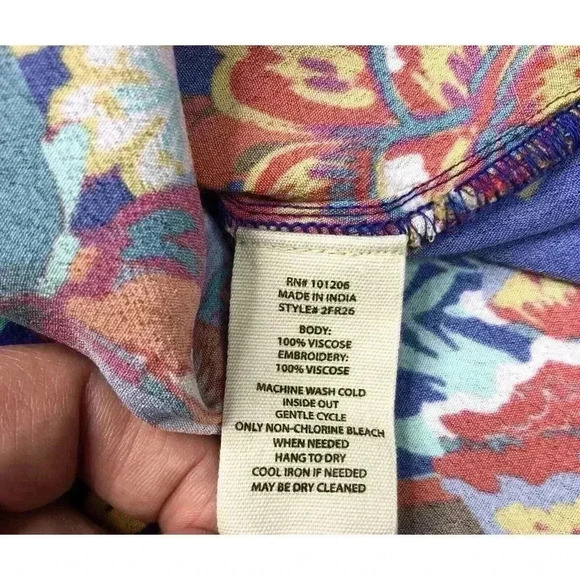 RN# 101206
MADE IN INDIA
STYLE# 2FR26
BODY:
100% VISCOSE
EMBROIDERY:
100% VISCOSE
MACHINE WASH COLD
INSIDE OUT
GENTLE CYCLE
ONLY NON-CHLORINE BLEACH
WHEN NEEDED
HANG TO DRY
COOL IRON IF NEEDED
MAY BE DRY CLEANED